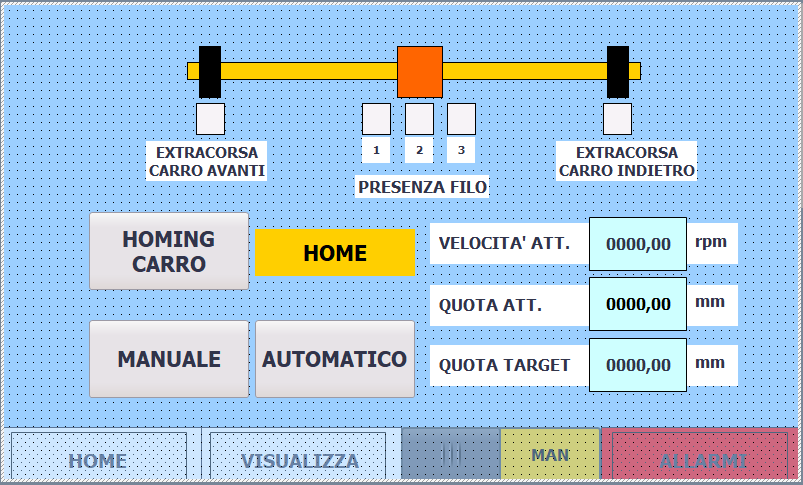 1 2 3
EXTRACORSA
CARRO AVANTI
EXTRACORSA
CARRO INDIETRO
PRESENZA FILO
HOMING
CARRO
HOME
VELOCITA' ATT. 0000,00 rpm
QUOTA ATT. 0000,00 mm
MANUALE
AUTOMATICO
QUOTA TARGET 0000,00 mm
HOME
VISUALIZZA
MAN
ALLARMI